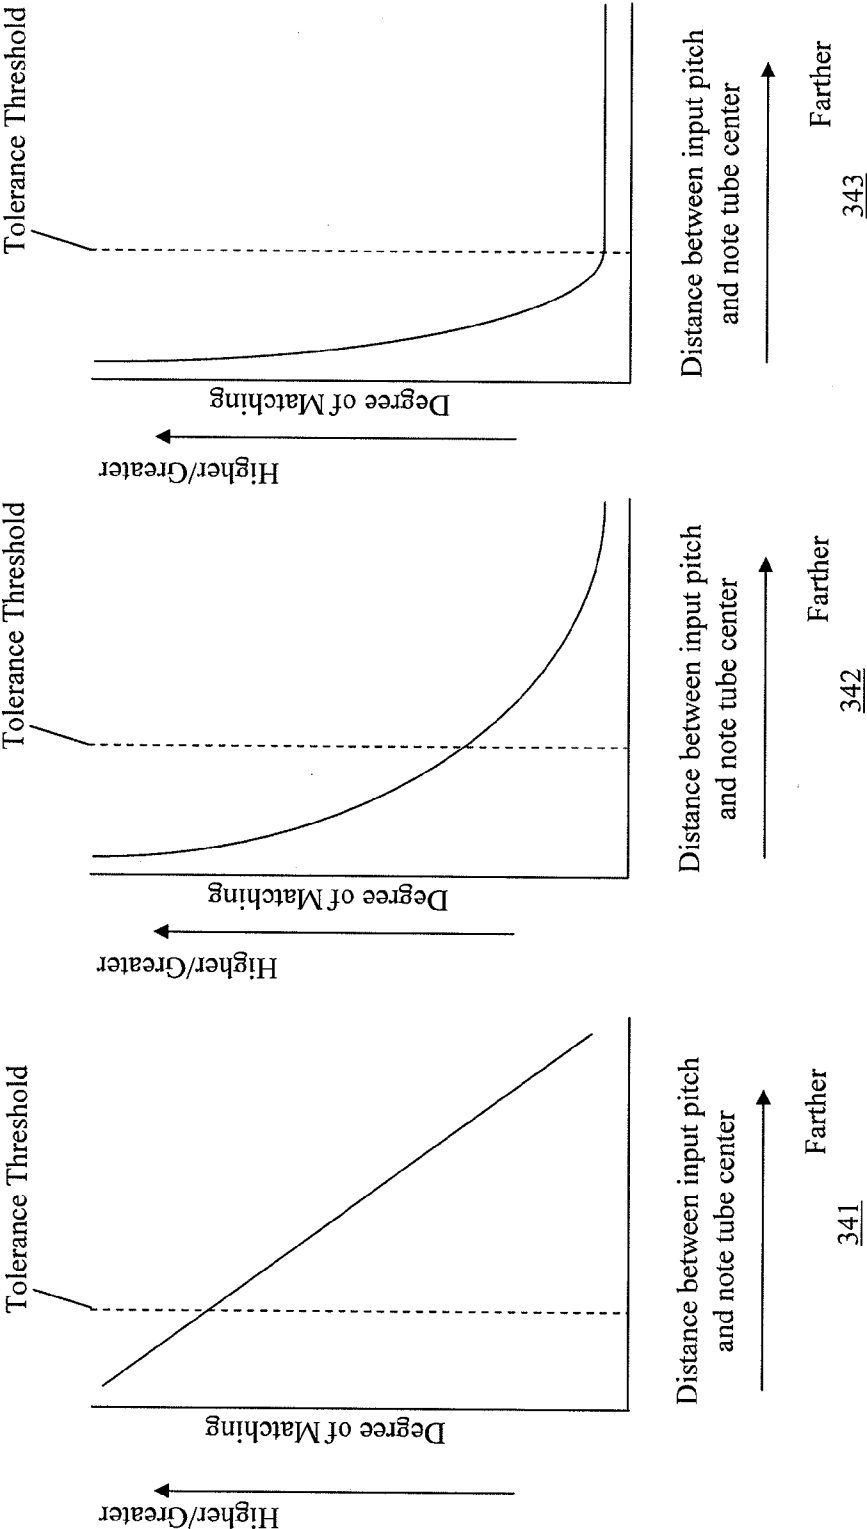 Tolerance Threshold
Higher/Greater
Degree of Matching
Distance between input pitch
and note tube center
Farther
341
Tolerance Threshold
Higher/Greater
Degree of Matching
Distance between input pitch
and note tube center
Farther
342
Tolerance Threshold
Higher/Greater
Degree of Matching
Distance between input pitch
and note tube center
Farther
343